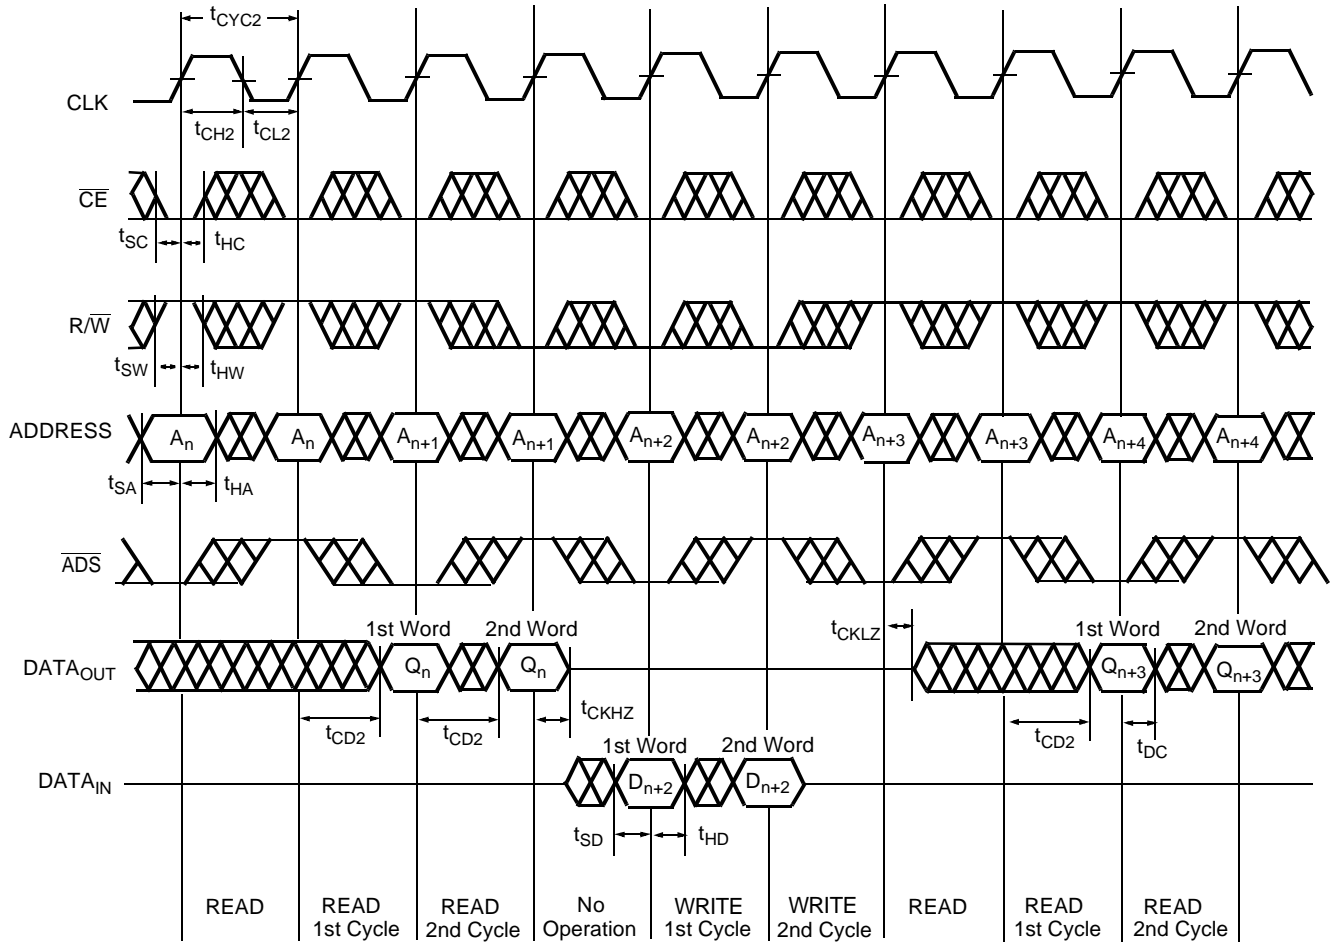 tCYC2
CLK
tCH2 tCL2
CE
tSC tHC
R/W
tSW tHW
ADDRESS An An An+1 An+1 An+2 An+2 An+3 An+3 An+4 An+4
tSA tHA
ADS
1st Word 2nd Word tCKLZ 1st Word 2nd Word
DATAOUT Qn Qn Qn+3 Qn+3
tCD2 tCD2 tCKHZ tCD2 tDC
1st Word 2nd Word
DATAIN Dn+2 Dn+2
tSD tHD
READ READ READ No WRITE WRITE READ READ READ
1st Cycle 2nd Cycle Operation 1st Cycle 2nd Cycle 1st Cycle 2nd Cycle